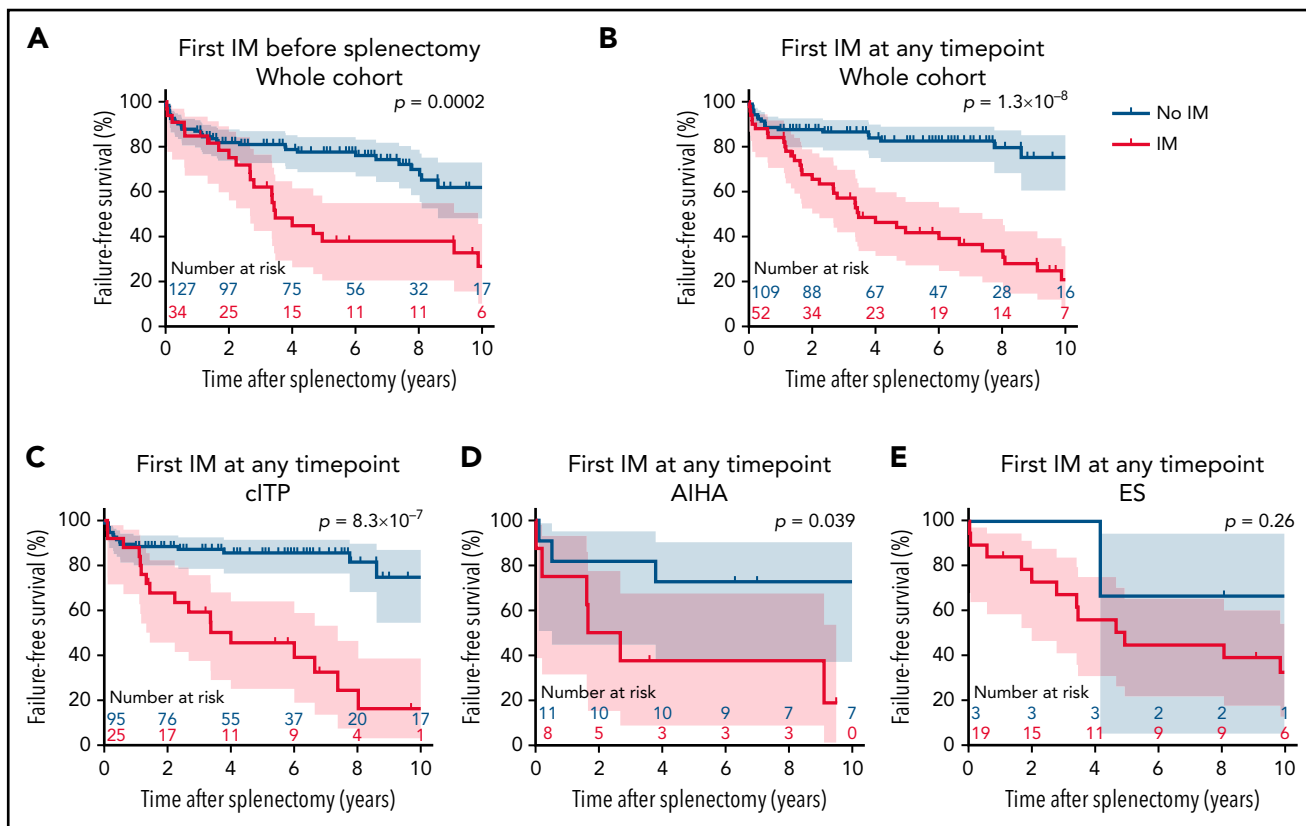 A
First IM before splenectomy
Whole cohort
p = 0.0002
Failure-free survival (%)
100
80
60
40
20
0
Number at risk
127 97 75 56 32 17
34 25 15 11 11 6
0 2 4 6 8 10
Time after splenectomy (years)
B
First IM at any timepoint
Whole cohort
p = 1.3×10⁻⁸
Failure-free survival (%)
100
80
60
40
20
0
Number at risk
109 88 67 47 28 16
52 34 23 19 14 7
0 2 4 6 8 10
Time after splenectomy (years)
No IM
IM
C
First IM at any timepoint
cITP
p = 8.3×10⁻⁷
Failure-free survival (%)
100
80
60
40
20
0
Number at risk
95 76 55 37 20 17
25 17 11 9 4 1
0 2 4 6 8 10
Time after splenectomy (years)
D
First IM at any timepoint
AIHA
p = 0.039
Failure-free survival (%)
100
80
60
40
20
0
Number at risk
11 10 10 9 7 7
8 5 3 3 3 0
0 2 4 6 8 10
Time after splenectomy (years)
E
First IM at any timepoint
ES
p = 0.26
Failure-free survival (%)
100
80
60
40
20
0
Number at risk
3 3 3 2 2 1
19 15 11 9 9 6
0 2 4 6 8 10
Time after splenectomy (years)